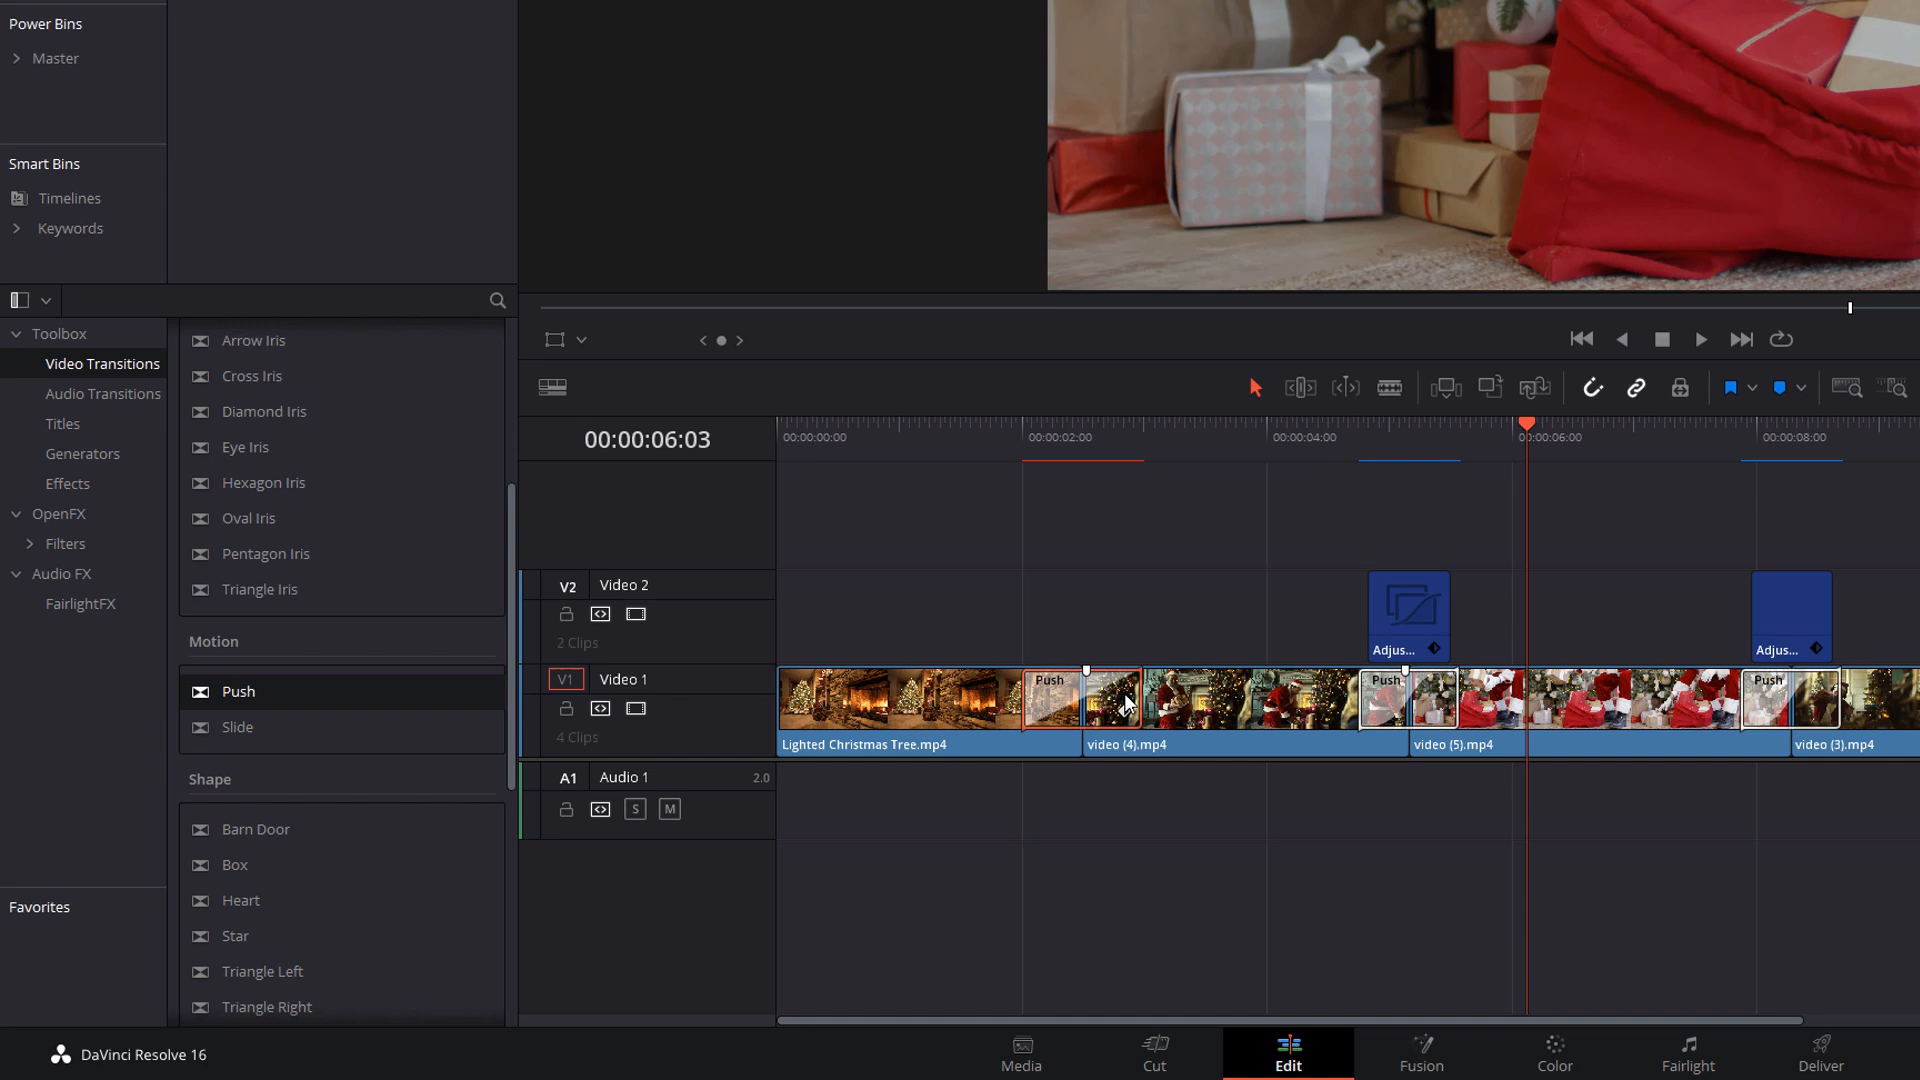 Power Bins
Master
Smart Bins
Timelines
Keywords
Toolbox
Video Transitions
Audio Transitions
Titles
Generators
Effects
OpenFX
Filters
Audio FX
FairlightFX
Favorites
Arrow Iris
Cross Iris
Diamond Iris
Eye Iris
Hexagon Iris
Oval Iris
Pentagon Iris
Triangle Iris
Motion
Push
Slide
Shape
Barn Door
Box
Heart
Star
Triangle Left
Triangle Right
00:00:06:03
00:00:00:00 00:00:02:00 00:00:04:00 00:00:06:00 00:00:08:00
V2 Video 2
2 Clips
Adjus... Adjus...
V1 Video 1
4 Clips
Push Push Push
Lighted Christmas Tree.mp4 video (4).mp4 video (5).mp4 video (3).mp4
A1 Audio 1 2.0
S M
DaVinci Resolve 16
Media Cut Edit Fusion Color Fairlight Deliver